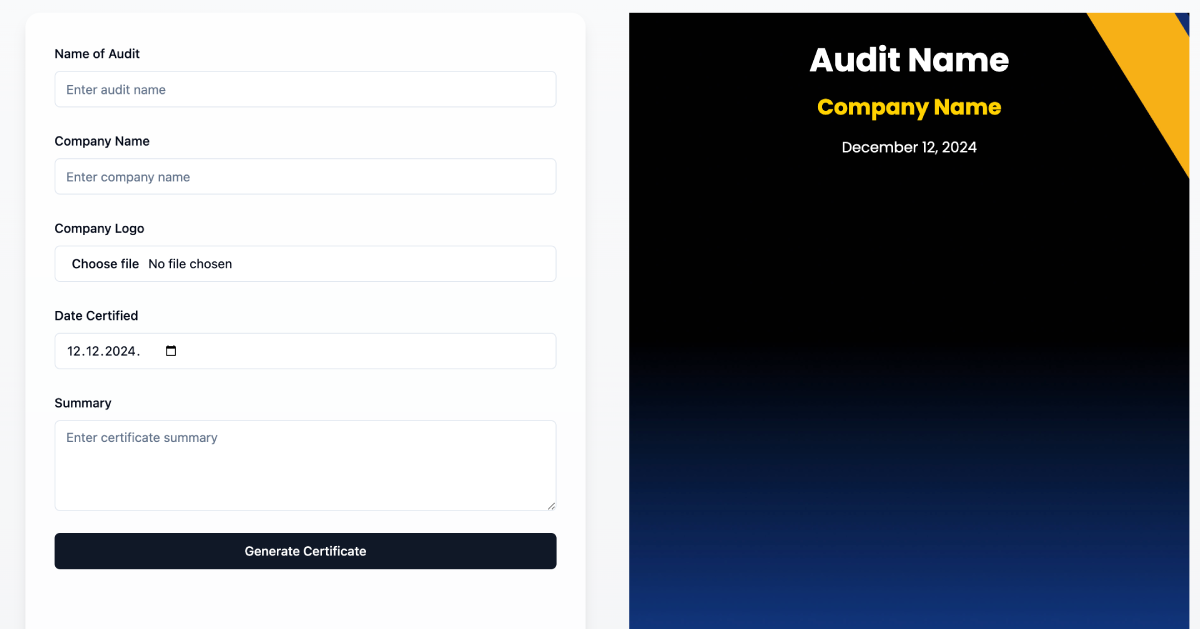 Name of Audit
Enter audit name
Company Name
Enter company name
Company Logo
Choose file No file chosen
Date Certified
12.12.2024.
Summary
Enter certificate summary
Generate Certificate
Audit Name
Company Name
December 12, 2024